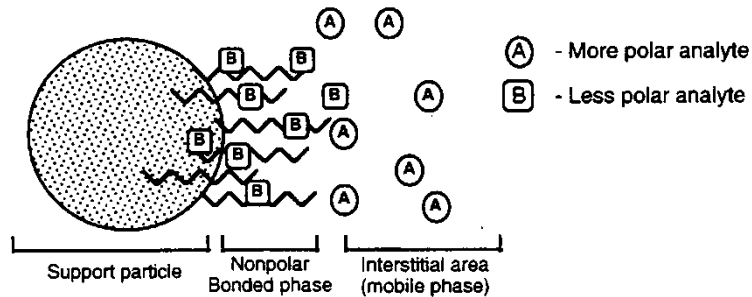 A A
B B
A - More polar analyte
B B A
B - Less polar analyte
B A
B
B A
B A
A
Support particle
Nonpolar
Bonded phase
Interstitial area
(mobile phase)